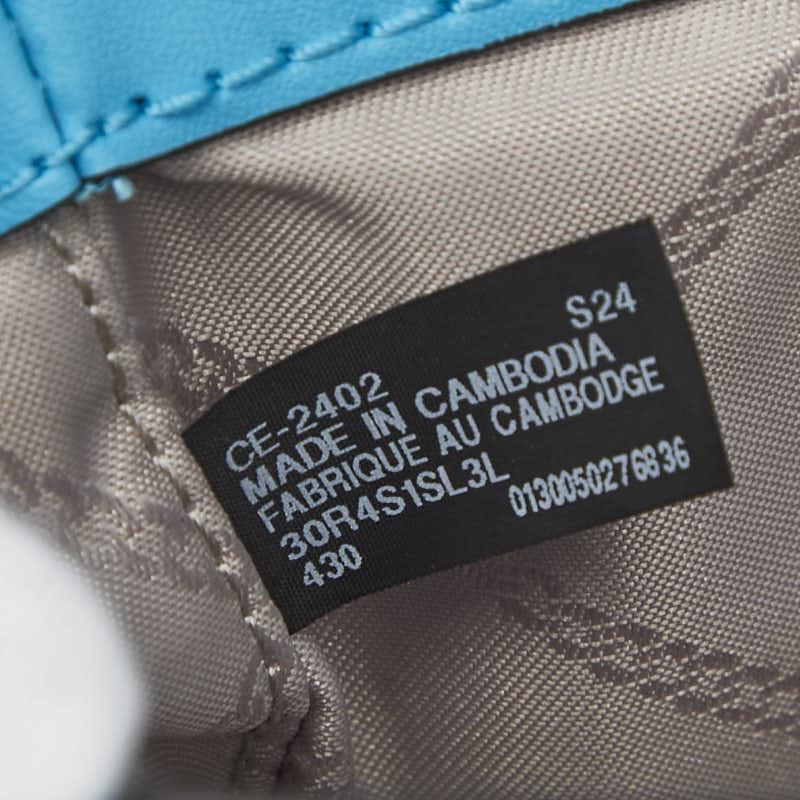 S24
CE-2402
MADE IN CAMBODIA
FABRIQUE AU CAMBODGE
30R4S1SL3L
0130050276836
430